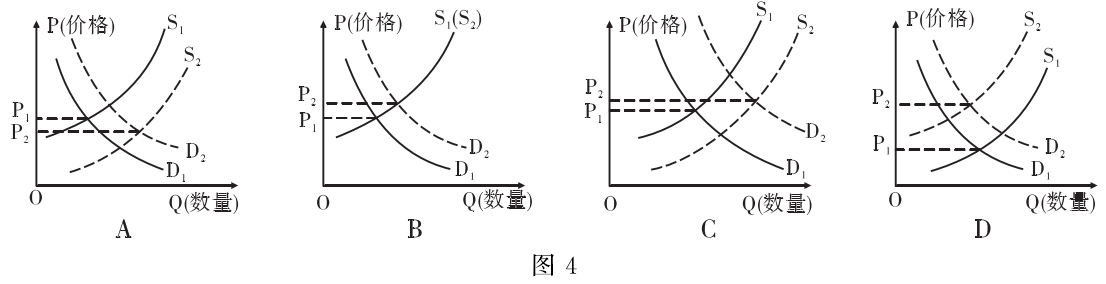 P(价格) S₁ S₂ P₁ P₂ D₂ D₁ O Q(数量) A
P(价格) S₁(S₂) P₂ P₁ D₂ D₁ O Q(数量) B
P(价格) S₁ S₂ P₂ P₁ D₂ D₁ O Q(数量) C
P(价格) S₂ S₁ P₂ P₁ D₂ D₁ O Q(数量) D
图 4